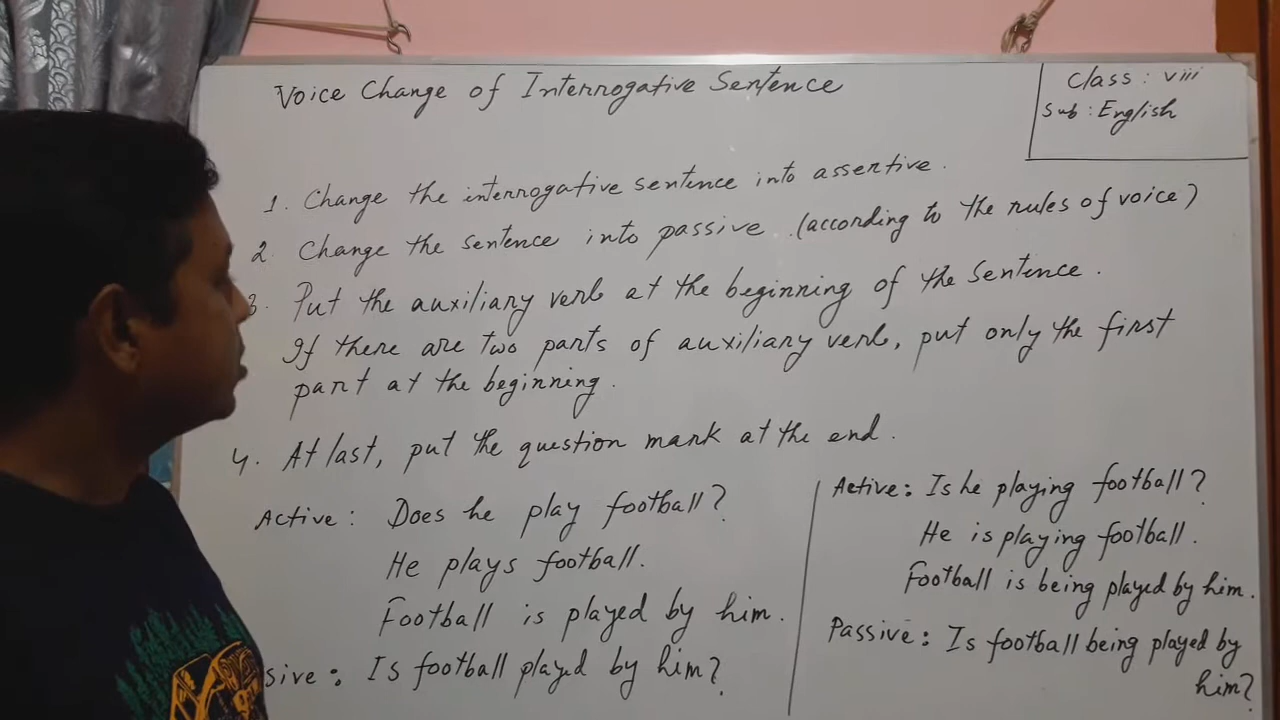 Voice Change of Interrogative Sentence
Class : viii
Sub : English
1. Change the interrogative sentence into assertive.
2. Change the sentence into passive. (according to the rules of voice)
3. Put the auxiliary verb at the beginning of the sentence.
If there are two parts of auxiliary verb, put only the first
part at the beginning.
4. At last, put the question mark at the end.
Active : Does he play football?
He plays football.
Football is played by him.
sive : Is football played by him?
Active : Is he playing football?
He is playing football.
Football is being played by him.
Passive : Is football being played by
him?